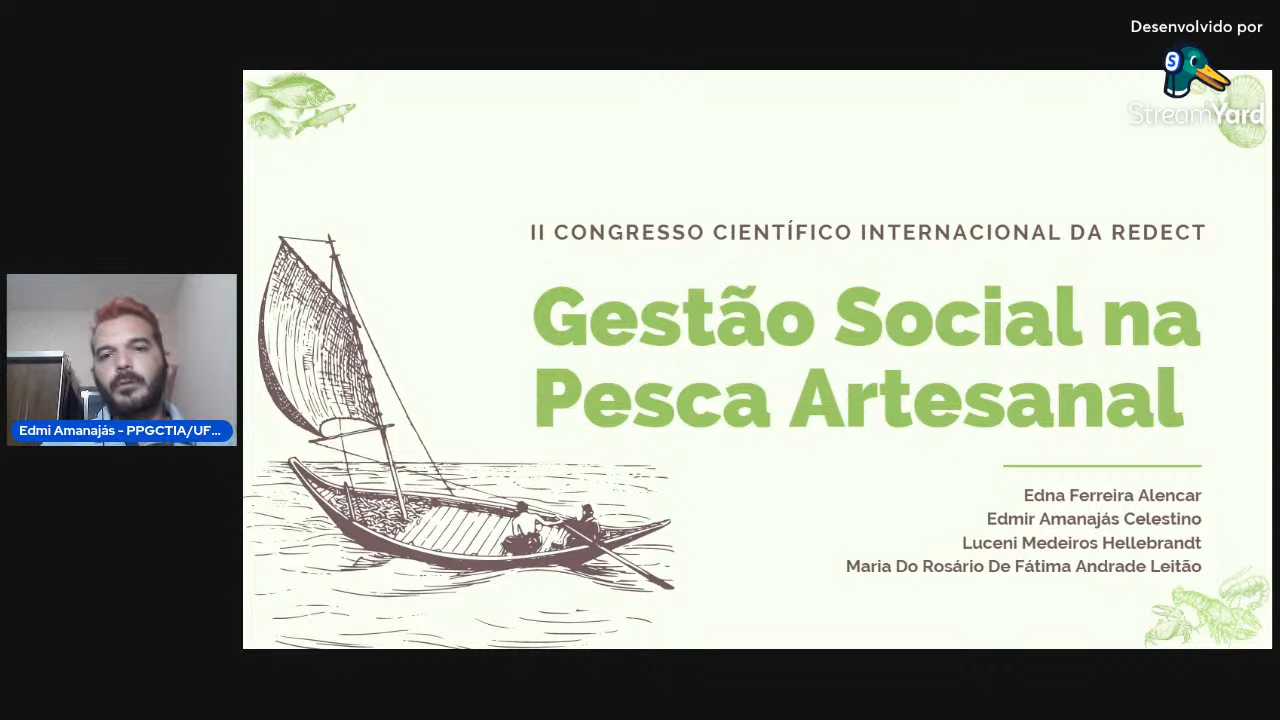 Desenvolvido por
S
StreamYard
II CONGRESSO CIENTÍFICO INTERNACIONAL DA REDECT
Gestão Social na
Pesca Artesanal
Edna Ferreira Alencar
Edmir Amanajás Celestino
Luceni Medeiros Hellebrandt
Maria Do Rosário De Fátima Andrade Leitão
Edmi Amanajás - PPGCTIA/UF...